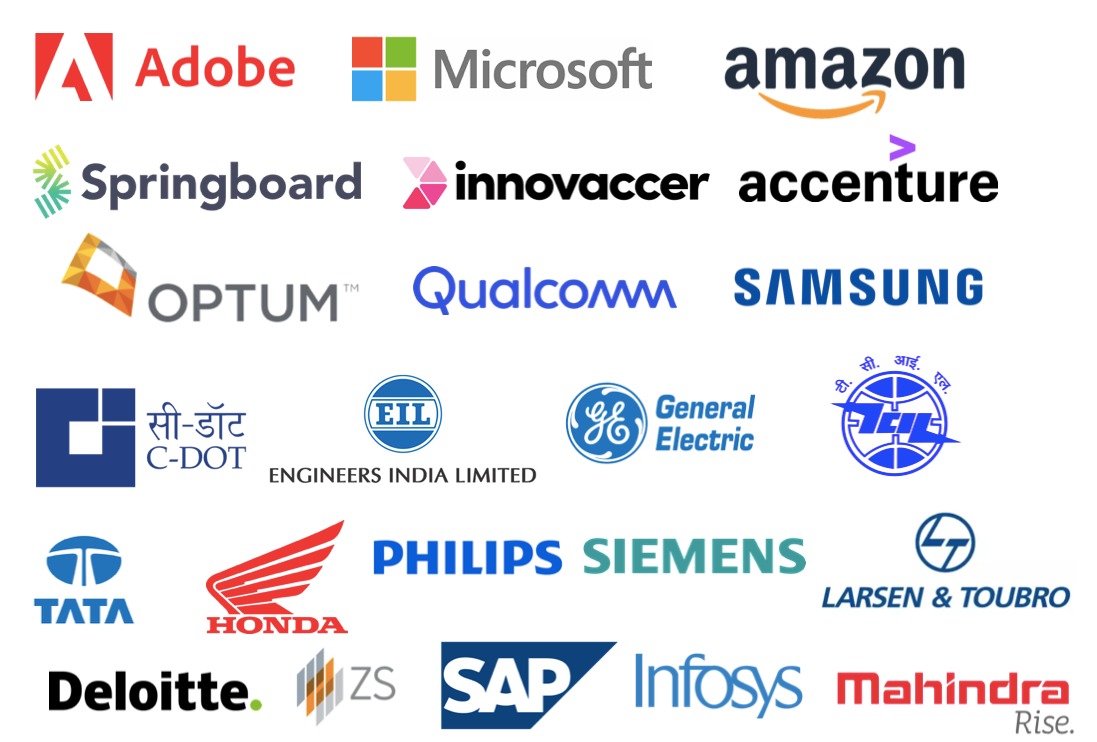 Adobe
Microsoft
amazon
Springboard
innovaccer
accenture
OPTUM™
Qualcomm
SAMSUNG
सी-डॉट
C-DOT
EIL
ENGINEERS INDIA LIMITED
GE
General
Electric
टी. सी. आई. एल.
TCIL
TATA
HONDA
PHILIPS
SIEMENS
LT
LARSEN & TOUBRO
Deloitte.
ZS
SAP
Infosys
Mahindra
Rise.